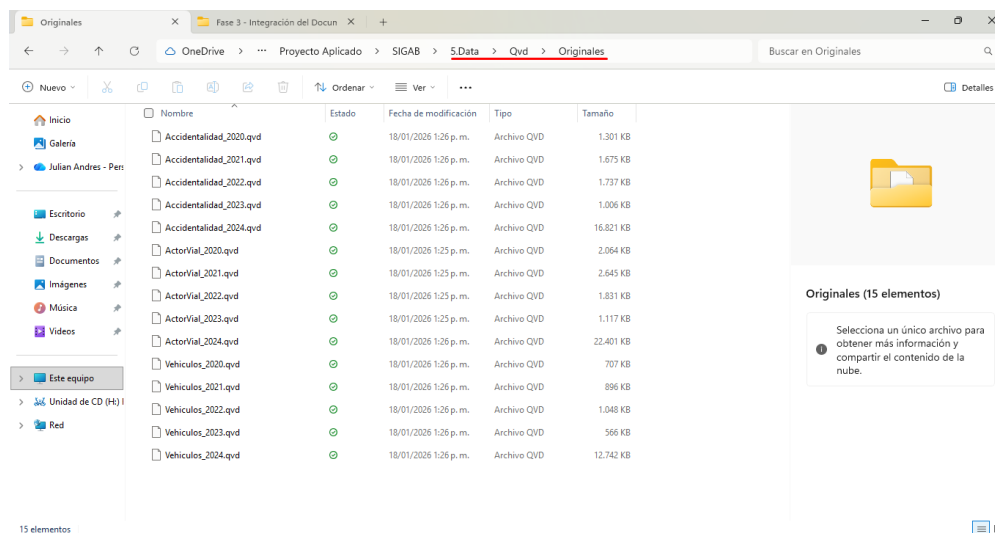 Originales
Fase 3 - Integración del Docun
OneDrive > ... Proyecto Aplicado > SIGAB > 5.Data > Qvd > Originales
Buscar en Originales
Nuevo
Ordenar
Ver
...
Detalles
Inicio
Galería
Julian Andres - Pers
Escritorio
Descargas
Documentos
Imágenes
Música
Videos
Este equipo
Unidad de CD (H:) I
Red
Nombre Estado Fecha de modificación Tipo Tamaño
Accidentalidad_2020.qvd 18/01/2026 1:26 p. m. Archivo QVD 1.301 KB
Accidentalidad_2021.qvd 18/01/2026 1:26 p. m. Archivo QVD 1.675 KB
Accidentalidad_2022.qvd 18/01/2026 1:26 p. m. Archivo QVD 1.737 KB
Accidentalidad_2023.qvd 18/01/2026 1:26 p. m. Archivo QVD 1.006 KB
Accidentalidad_2024.qvd 18/01/2026 1:26 p. m. Archivo QVD 16.821 KB
ActorVial_2020.qvd 18/01/2026 1:25 p. m. Archivo QVD 2.064 KB
ActorVial_2021.qvd 18/01/2026 1:25 p. m. Archivo QVD 2.645 KB
ActorVial_2022.qvd 18/01/2026 1:25 p. m. Archivo QVD 1.831 KB
ActorVial_2023.qvd 18/01/2026 1:25 p. m. Archivo QVD 1.117 KB
ActorVial_2024.qvd 18/01/2026 1:26 p. m. Archivo QVD 22.401 KB
Vehiculos_2020.qvd 18/01/2026 1:26 p. m. Archivo QVD 707 KB
Vehiculos_2021.qvd 18/01/2026 1:26 p. m. Archivo QVD 896 KB
Vehiculos_2022.qvd 18/01/2026 1:26 p. m. Archivo QVD 1.048 KB
Vehiculos_2023.qvd 18/01/2026 1:26 p. m. Archivo QVD 566 KB
Vehiculos_2024.qvd 18/01/2026 1:26 p. m. Archivo QVD 12.742 KB
Originales (15 elementos)
Selecciona un único archivo para
obtener más información y
compartir el contenido de la
nube.
15 elementos